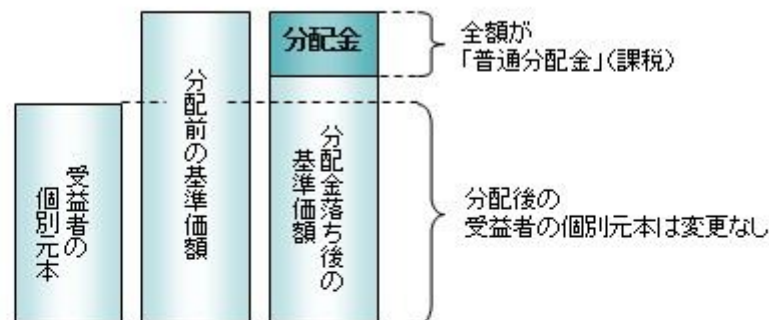 受益者の
個別元本
分配前の基準価額
分配金
分配金落ち後の
基準価額
全額が
「普通分配金」(課税)
分配後の
受益者の個別元本は変更なし